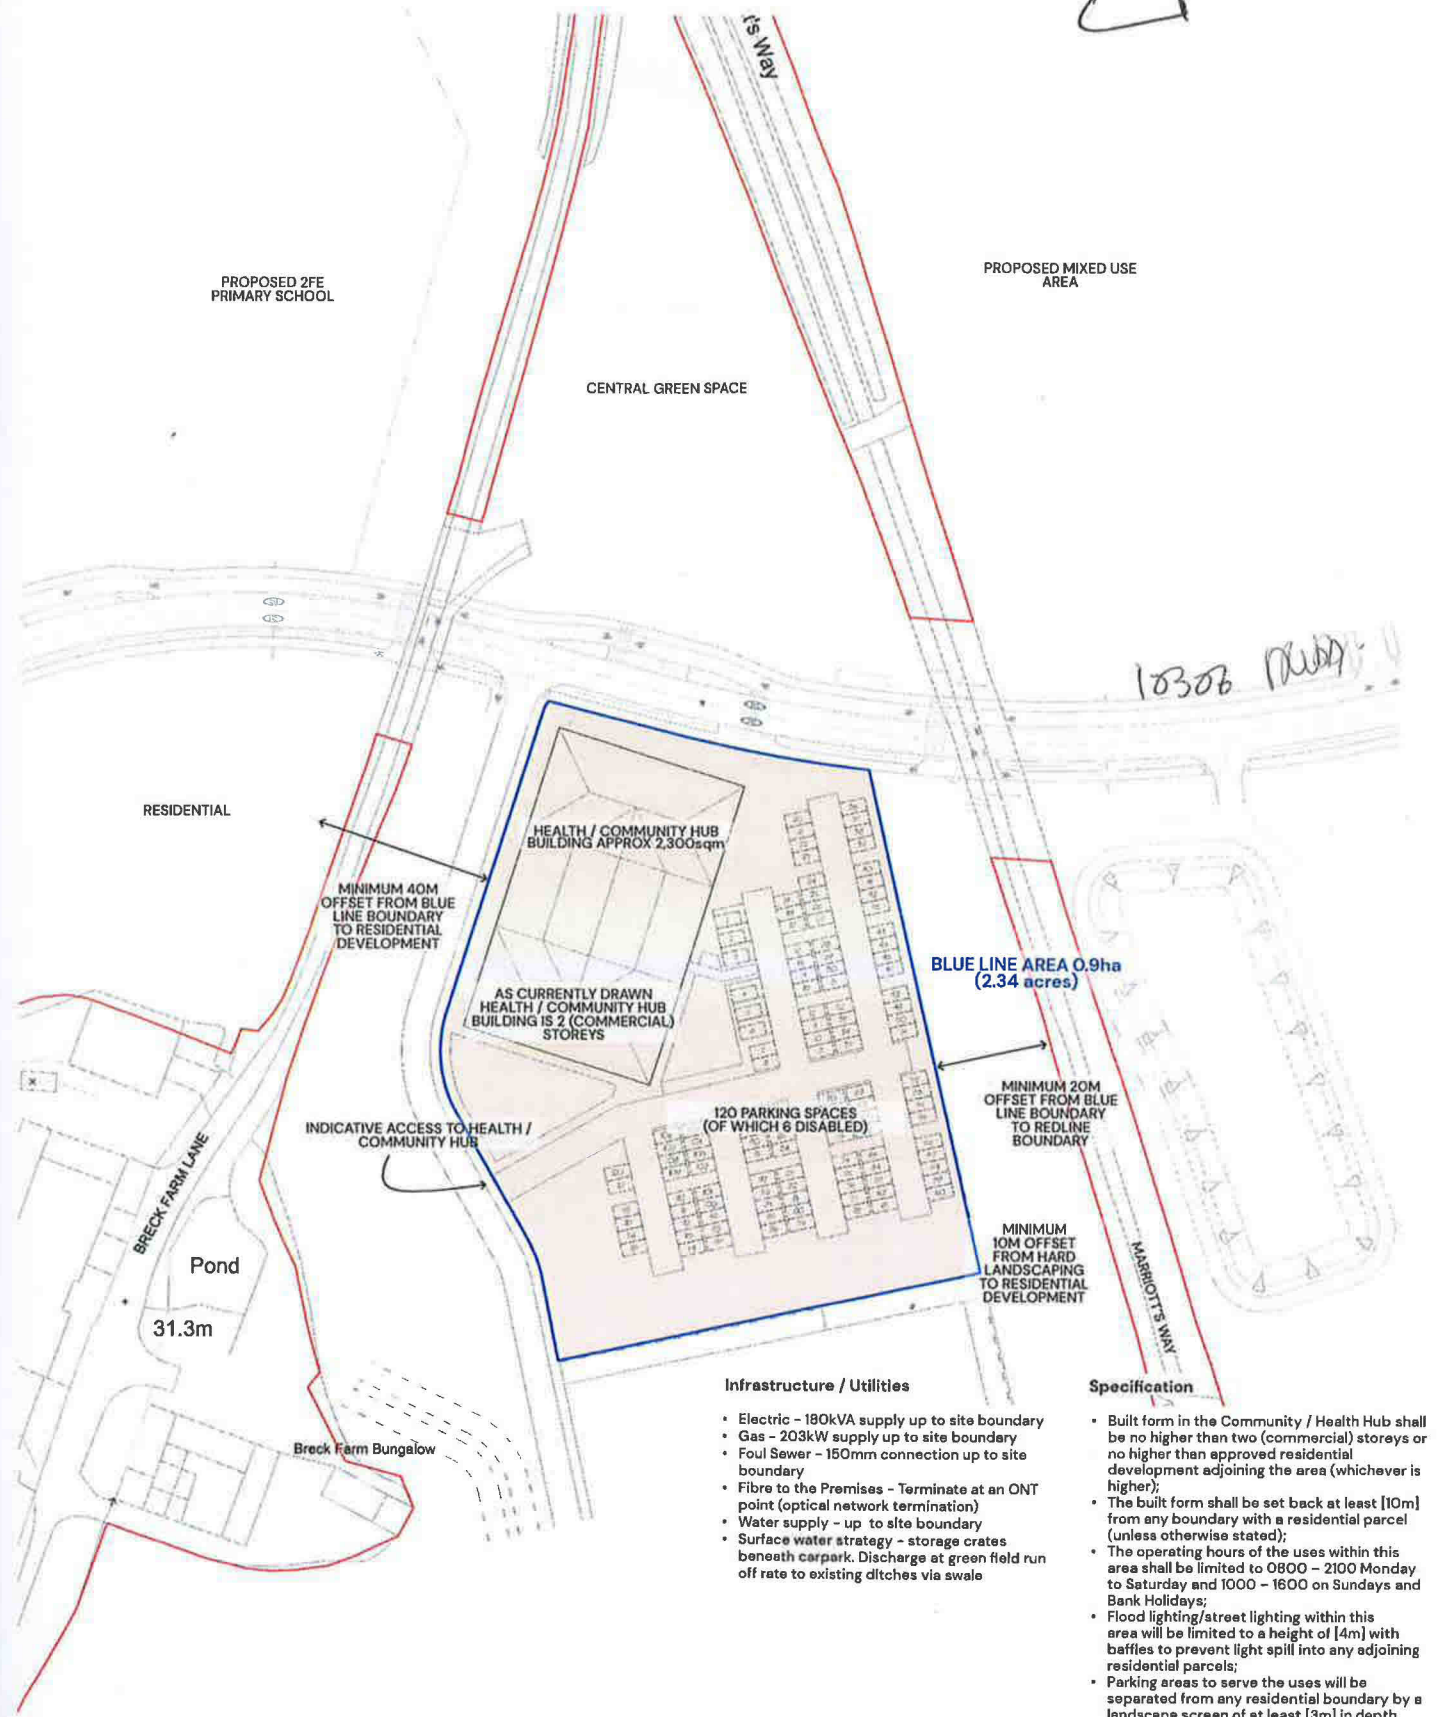 t's Way
PROPOSED 2FE
PRIMARY SCHOOL
PROPOSED MIXED USE
AREA
CENTRAL GREEN SPACE
RESIDENTIAL
HEALTH / COMMUNITY HUB
BUILDING APPROX 2,300sqm
MINIMUM 40M
OFFSET FROM BLUE
LINE BOUNDARY
TO RESIDENTIAL
DEVELOPMENT
BLUE LINE AREA 0.9ha
(2.34 acres)
AS CURRENTLY DRAWN
HEALTH / COMMUNITY HUB
BUILDING IS 2 (COMMERCIAL)
STOREYS
MINIMUM 20M
OFFSET FROM BLUE
LINE BOUNDARY
TO REDLINE
BOUNDARY
120 PARKING SPACES
(OF WHICH 6 DISABLED)
INDICATIVE ACCESS TO HEALTH /
COMMUNITY HUB
BRECK FARM LANE
Pond
31.3m
MINIMUM
10M OFFSET
FROM HARD
LANDSCAPING
TO RESIDENTIAL
DEVELOPMENT
MARRIOTT'S WAY
Breck Farm Bungalow
Infrastructure / Utilities
• Electric – 180kVA supply up to site boundary
• Gas – 203kW supply up to site boundary
• Foul Sewer – 150mm connection up to site
boundary
• Fibre to the Premises – Terminate at an ONT
point (optical network termination)
• Water supply – up to site boundary
• Surface water strategy – storage crates
beneath carpark. Discharge at green field run
off rate to existing ditches via swale
Specification
• Built form in the Community / Health Hub shall
be no higher than two (commercial) storeys or
no higher than approved residential
development adjoining the area (whichever is
higher);
• The built form shall be set back at least [10m]
from any boundary with a residential parcel
(unless otherwise stated);
• The operating hours of the uses within this
area shall be limited to 0800 – 2100 Monday
to Saturday and 1000 – 1600 on Sundays and
Bank Holidays;
• Flood lighting/street lighting within this
area will be limited to a height of [4m] with
baffles to prevent light spill into any adjoining
residential parcels;
• Parking areas to serve the uses will be
separated from any residential boundary by a
landscape screen of at least [3m] in depth